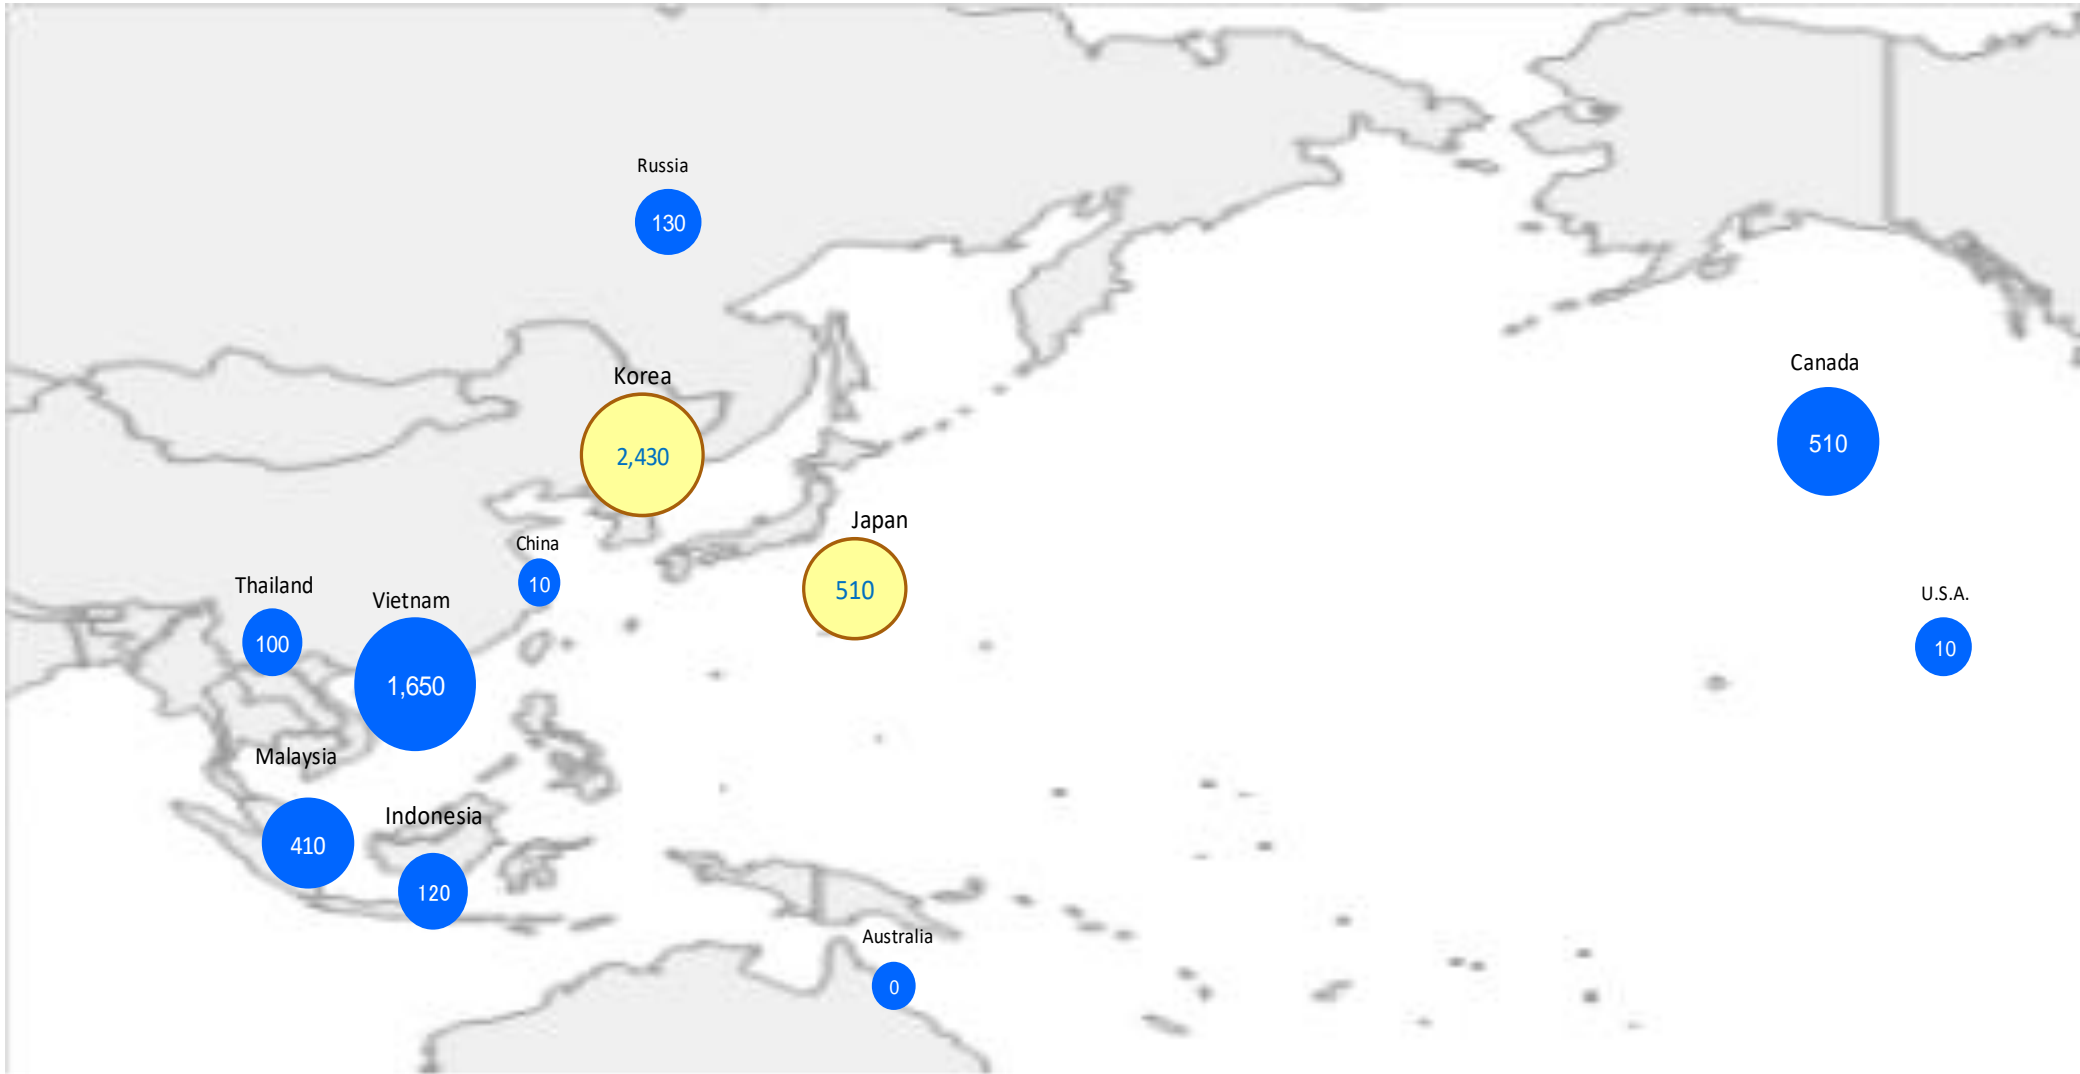 Russia
130
Canada
510
Korea
2,430
Japan
510
China
10
Thailand
100
Vietnam
1,650
U.S.A.
10
Malaysia
410
Indonesia
120
Australia
0